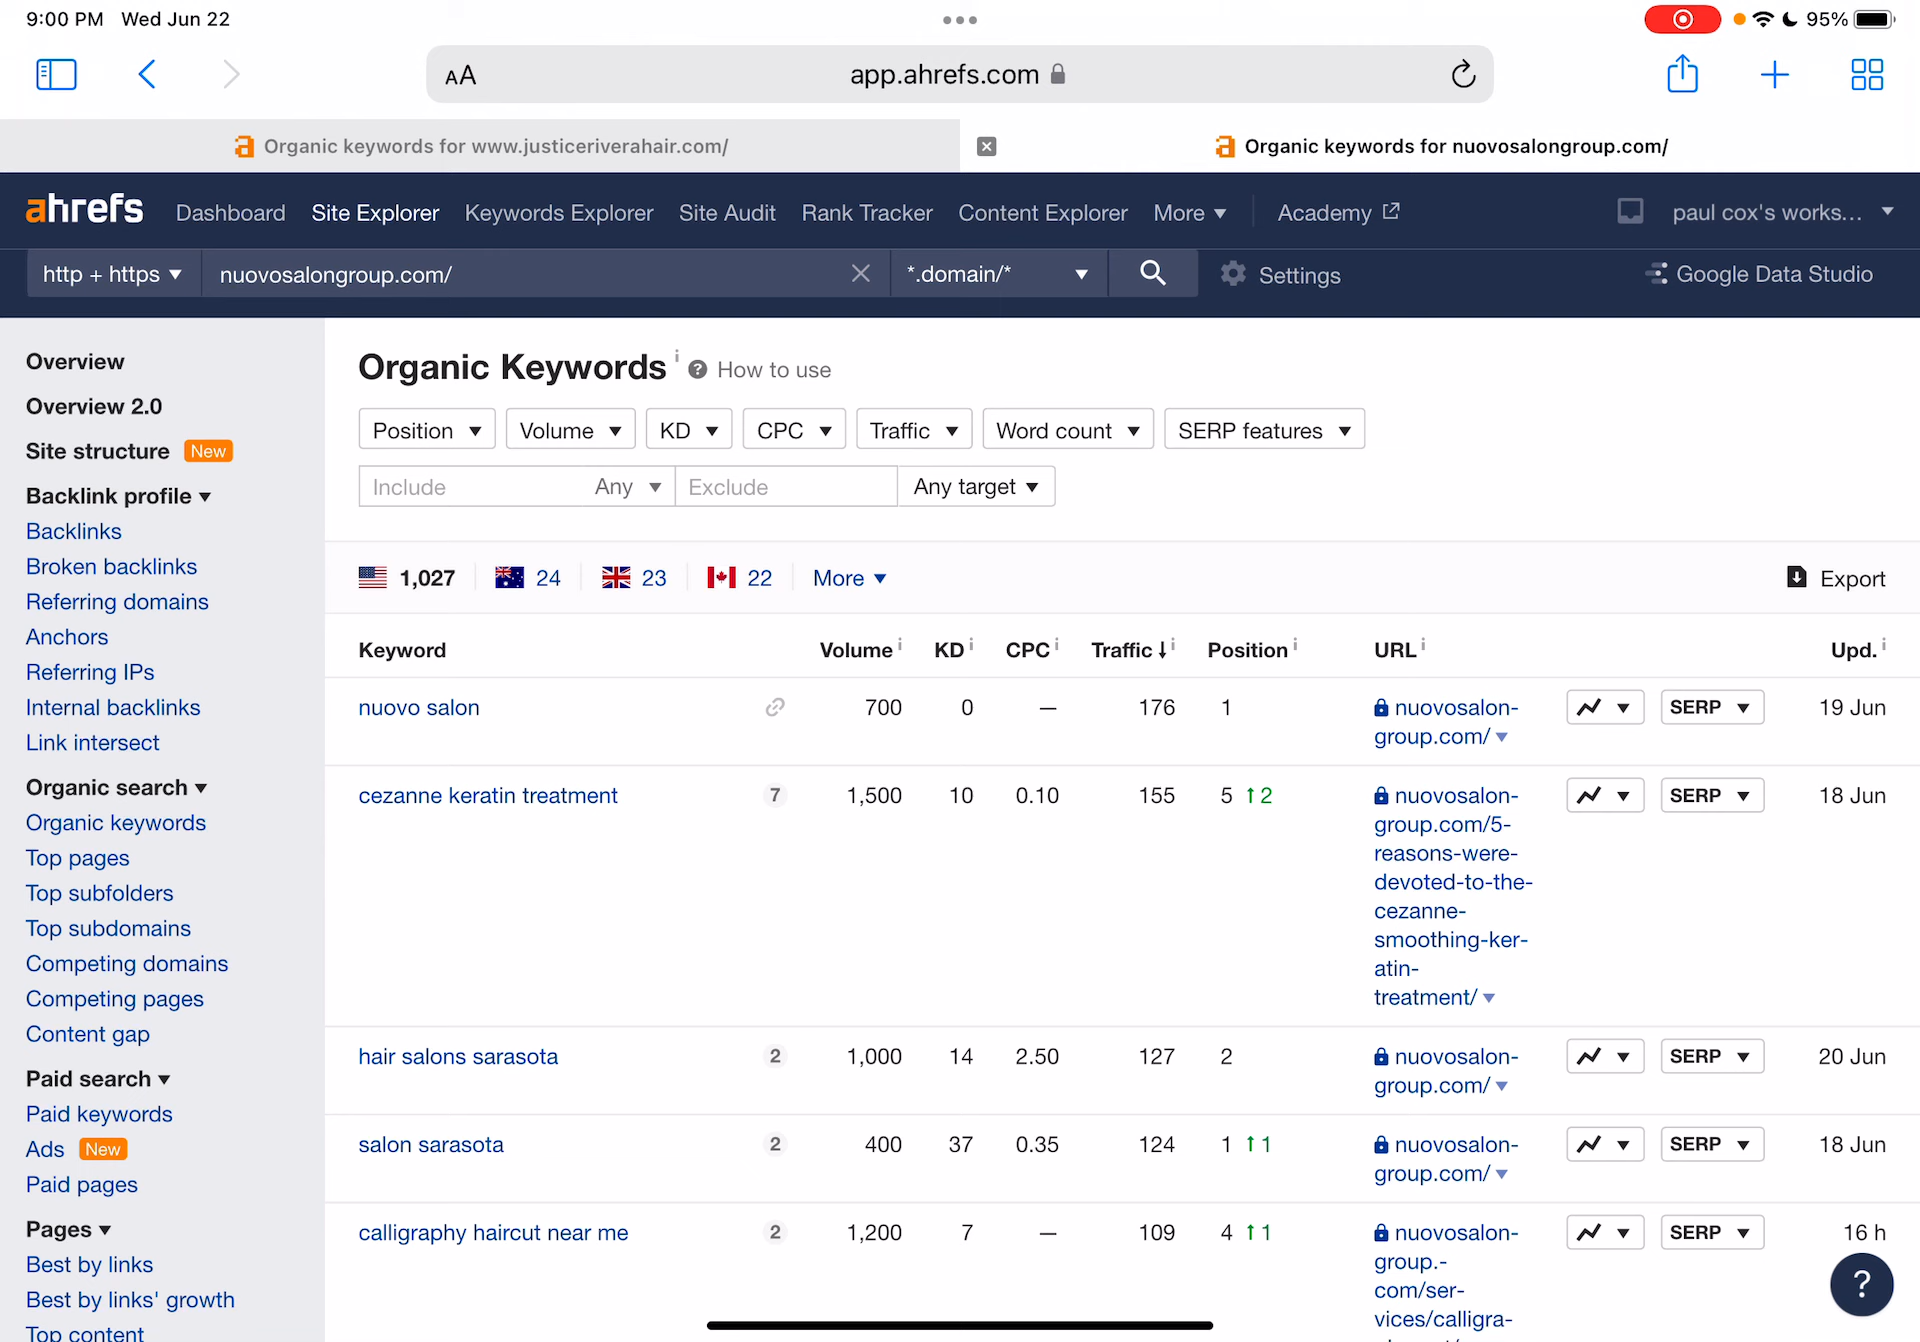 9:00 PM Wed Jun 22
95%
AA
app.ahrefs.com
Organic keywords for www.justiceriverahair.com/
Organic keywords for nuovosalongroup.com/
ahrefs
Dashboard
Site Explorer
Keywords Explorer
Site Audit
Rank Tracker
Content Explorer
More
Academy
paul cox's works...
http + https
nuovosalongroup.com/
*.domain/*
Settings
Google Data Studio
Overview
Overview 2.0
Site structure New
Backlink profile
Backlinks
Broken backlinks
Referring domains
Anchors
Referring IPs
Internal backlinks
Link intersect
Organic search
Organic keywords
Top pages
Top subfolders
Top subdomains
Competing domains
Competing pages
Content gap
Paid search
Paid keywords
Ads New
Paid pages
Pages
Best by links
Best by links' growth
Top content
Organic Keywords i ? How to use
Position
Volume
KD
CPC
Traffic
Word count
SERP features
Include
Any
Exclude
Any target
1,027
24
23
22
More
Export
Keyword Volume i KD i CPC i Traffic i Position i URL i Upd. i
nuovo salon 700 0 — 176 1 nuovosalon- SERP 19 Jun
group.com/
cezanne keratin treatment 7 1,500 10 0.10 155 5 ↑2 nuovosalon- SERP 18 Jun
group.com/5-
reasons-were-
devoted-to-the-
cezanne-
smoothing-ker-
atin-
treatment/
hair salons sarasota 2 1,000 14 2.50 127 2 nuovosalon- SERP 20 Jun
group.com/
salon sarasota 2 400 37 0.35 124 1 ↑1 nuovosalon- SERP 18 Jun
group.com/
calligraphy haircut near me 2 1,200 7 — 109 4 ↑1 nuovosalon- SERP 16 h
group.-
com/ser-
vices/calligra-
?